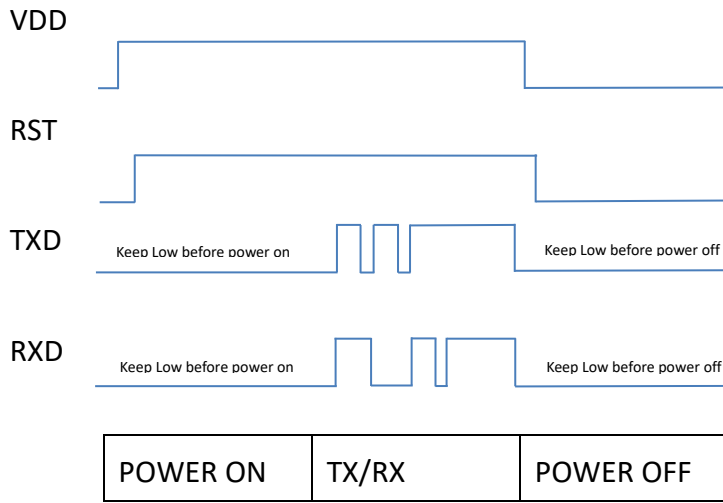 VDD
RST
TXD
Keep Low before power on
Keep Low before power off
RXD
Keep Low before power on
Keep Low before power off
POWER ON
TX/RX
POWER OFF